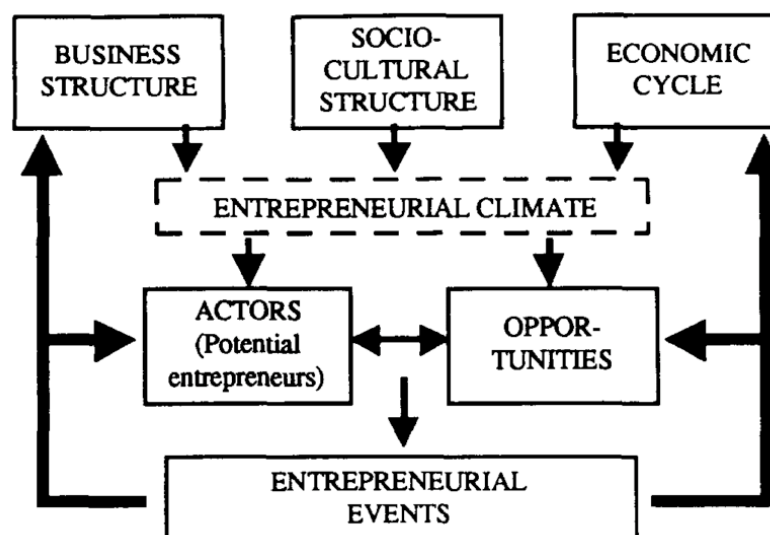 BUSINESS
STRUCTURE
SOCIO-
CULTURAL
STRUCTURE
ECONOMIC
CYCLE
ENTREPRENEURIAL CLIMATE
ACTORS
(Potential
entrepreneurs)
OPPOR-
TUNITIES
ENTREPRENEURIAL
EVENTS